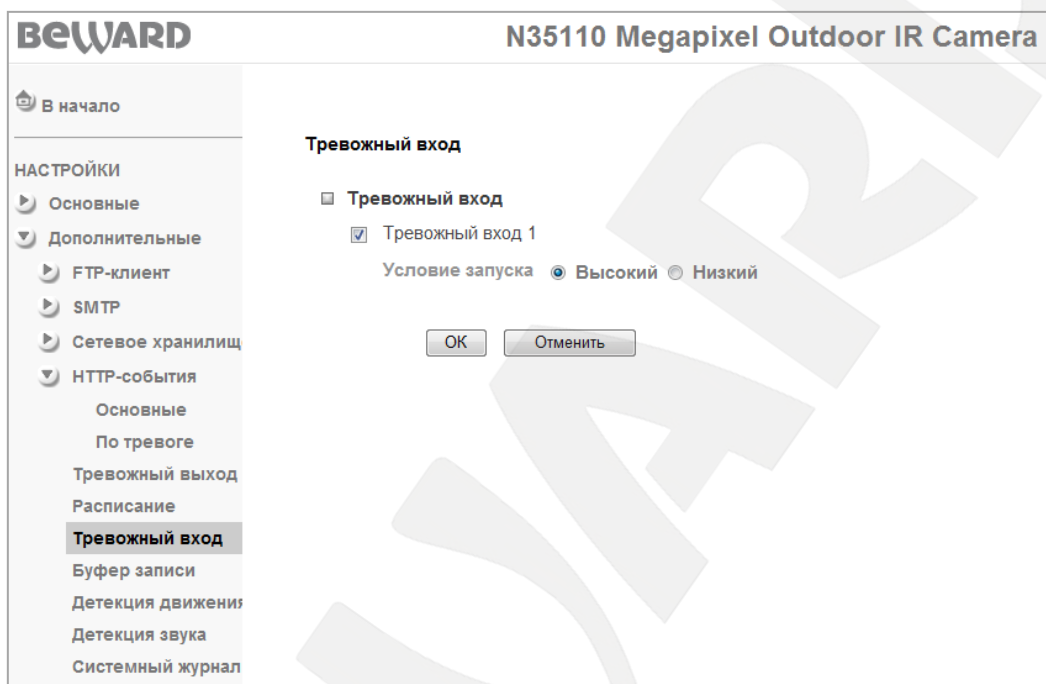 BEWARD
N35110 Megapixel Outdoor IR Camera
В начало
НАСТРОЙКИ
Основные
Дополнительные
FTP-клиент
SMTP
Сетевое хранилищ
HTTP-события
Основные
По тревоге
Тревожный выход
Расписание
Тревожный вход
Буфер записи
Детекция движения
Детекция звука
Системный журнал
Тревожный вход
Тревожный вход
Тревожный вход 1
Условие запуска Высокий Низкий
OK Отменить